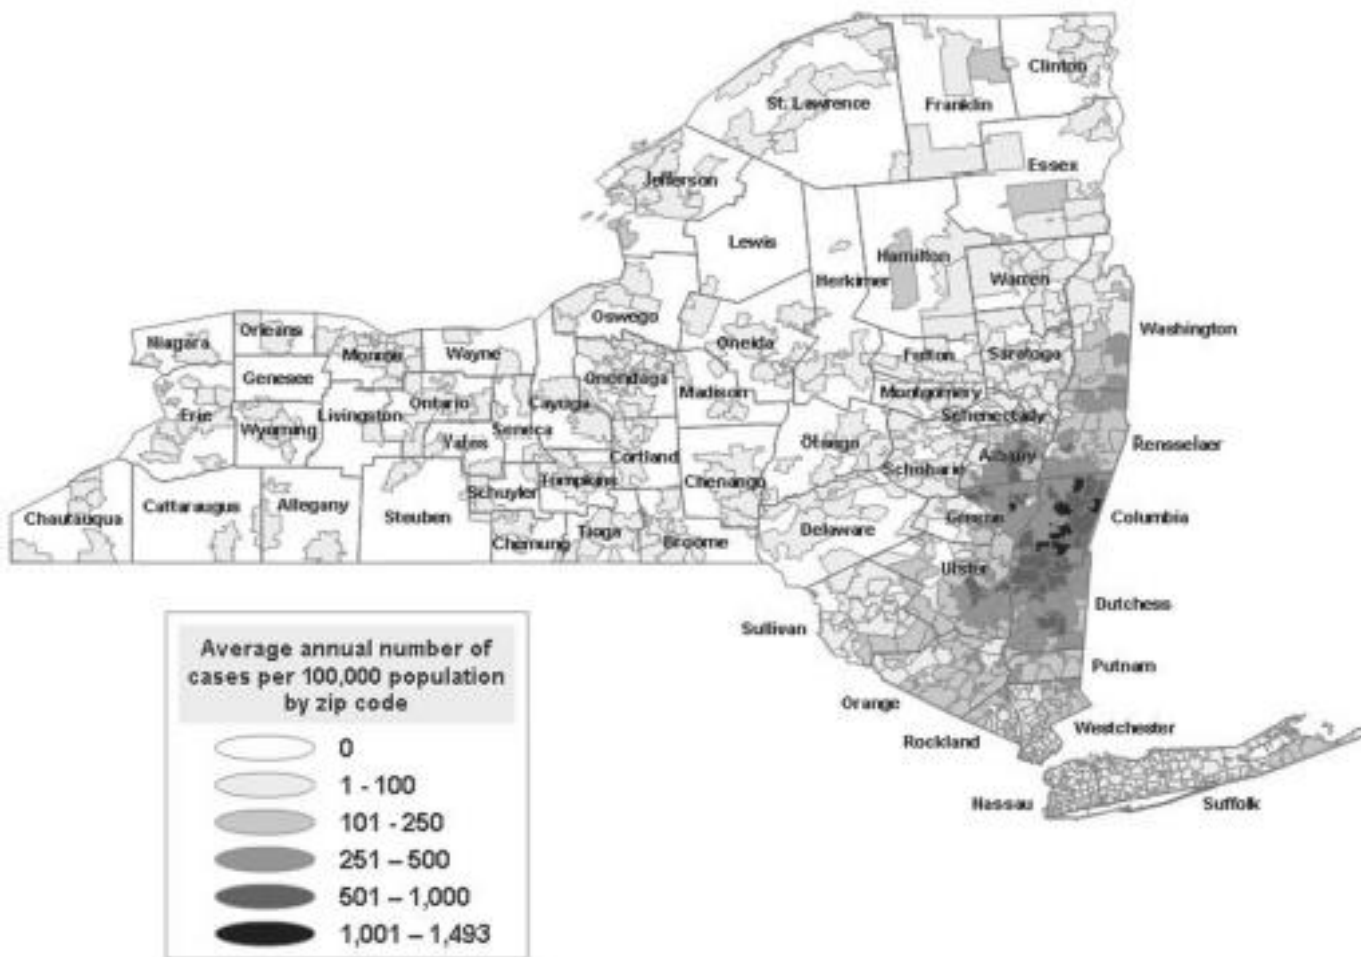 Clinton
St. Lawrence
Franklin
Essex
Jefferson
Lewis
Hamilton
Herkimer
Warren
Oswego
Washington
Orleans
Niagara
Oneida
Monroe
Wayne
Fulton
Saratoga
Genesee
Onondaga
Madison
Montgomery
Ontario
Cayuga
Erie
Livingston
Schenectady
Wyoming
Seneca
Yates
Otsego
Rensselaer
Cortland
Albany
Schoharie
Tompkins
Chenango
Schuyler
Cattaraugus
Allegany
Steuben
Chautauqua
Greene
Columbia
Delaware
Tioga
Chemung
Broome
Ulster
Dutchess
Sullivan
Putnam
Orange
Westchester
Rockland
Nassau
Suffolk
Average annual number of
cases per 100,000 population
by zip code
0
1 - 100
101 - 250
251 – 500
501 – 1,000
1,001 – 1,493